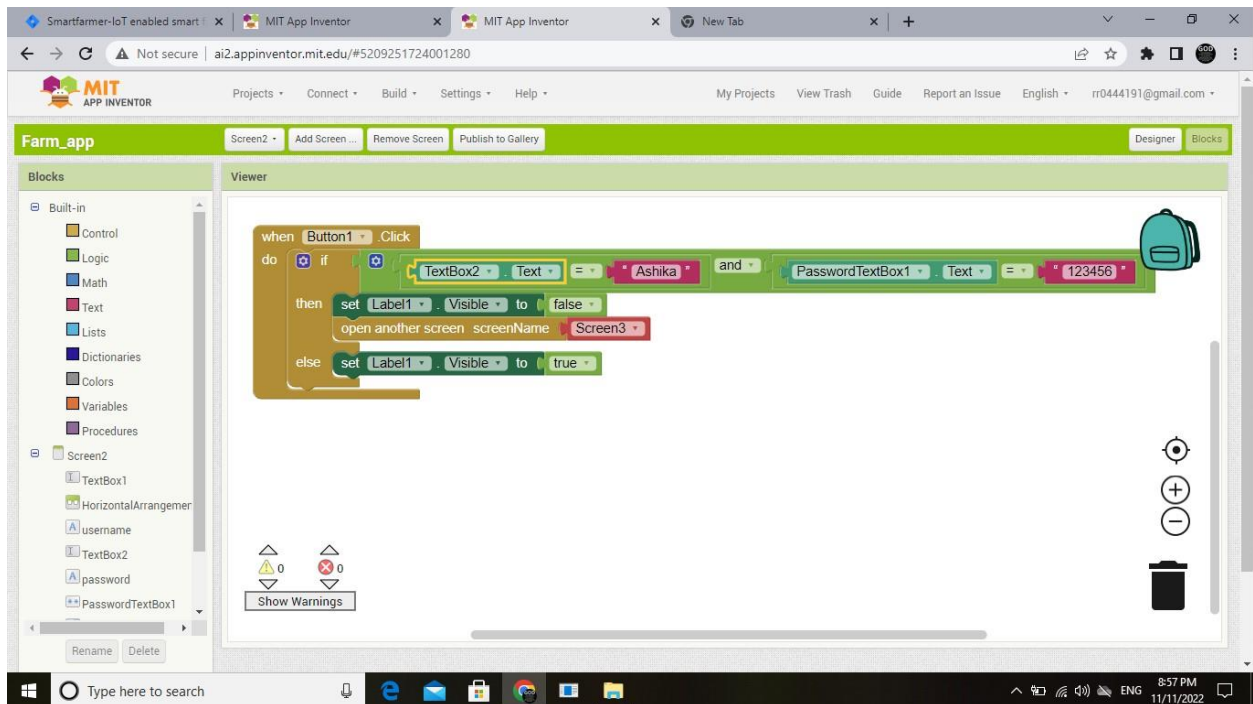 Smartfarmer-IoT enabled smart
MIT App Inventor
MIT App Inventor
New Tab
Not secure | ai2.appinventor.mit.edu/#5209251724001280
MIT
APP INVENTOR
Projects Connect Build Settings Help My Projects View Trash Guide Report an Issue English rr0444191@gmail.com
Farm_app Screen2 Add Screen ... Remove Screen Publish to Gallery Designer Blocks
Blocks
Viewer
Built-in
Control
Logic
Math
Text
Lists
Dictionaries
Colors
Variables
Procedures
Screen2
TextBox1
HorizontalArrangemer
username
TextBox2
password
PasswordTextBox1
Rename Delete
when Button1 .Click
do if TextBox2 . Text = " Ashika " and PasswordTextBox1 . Text = " 123456 "
then set Label1 . Visible to false
open another screen screenName Screen3
else set Label1 . Visible to true
0 0
Show Warnings
Type here to search
ENG
8:57 PM
11/11/2022